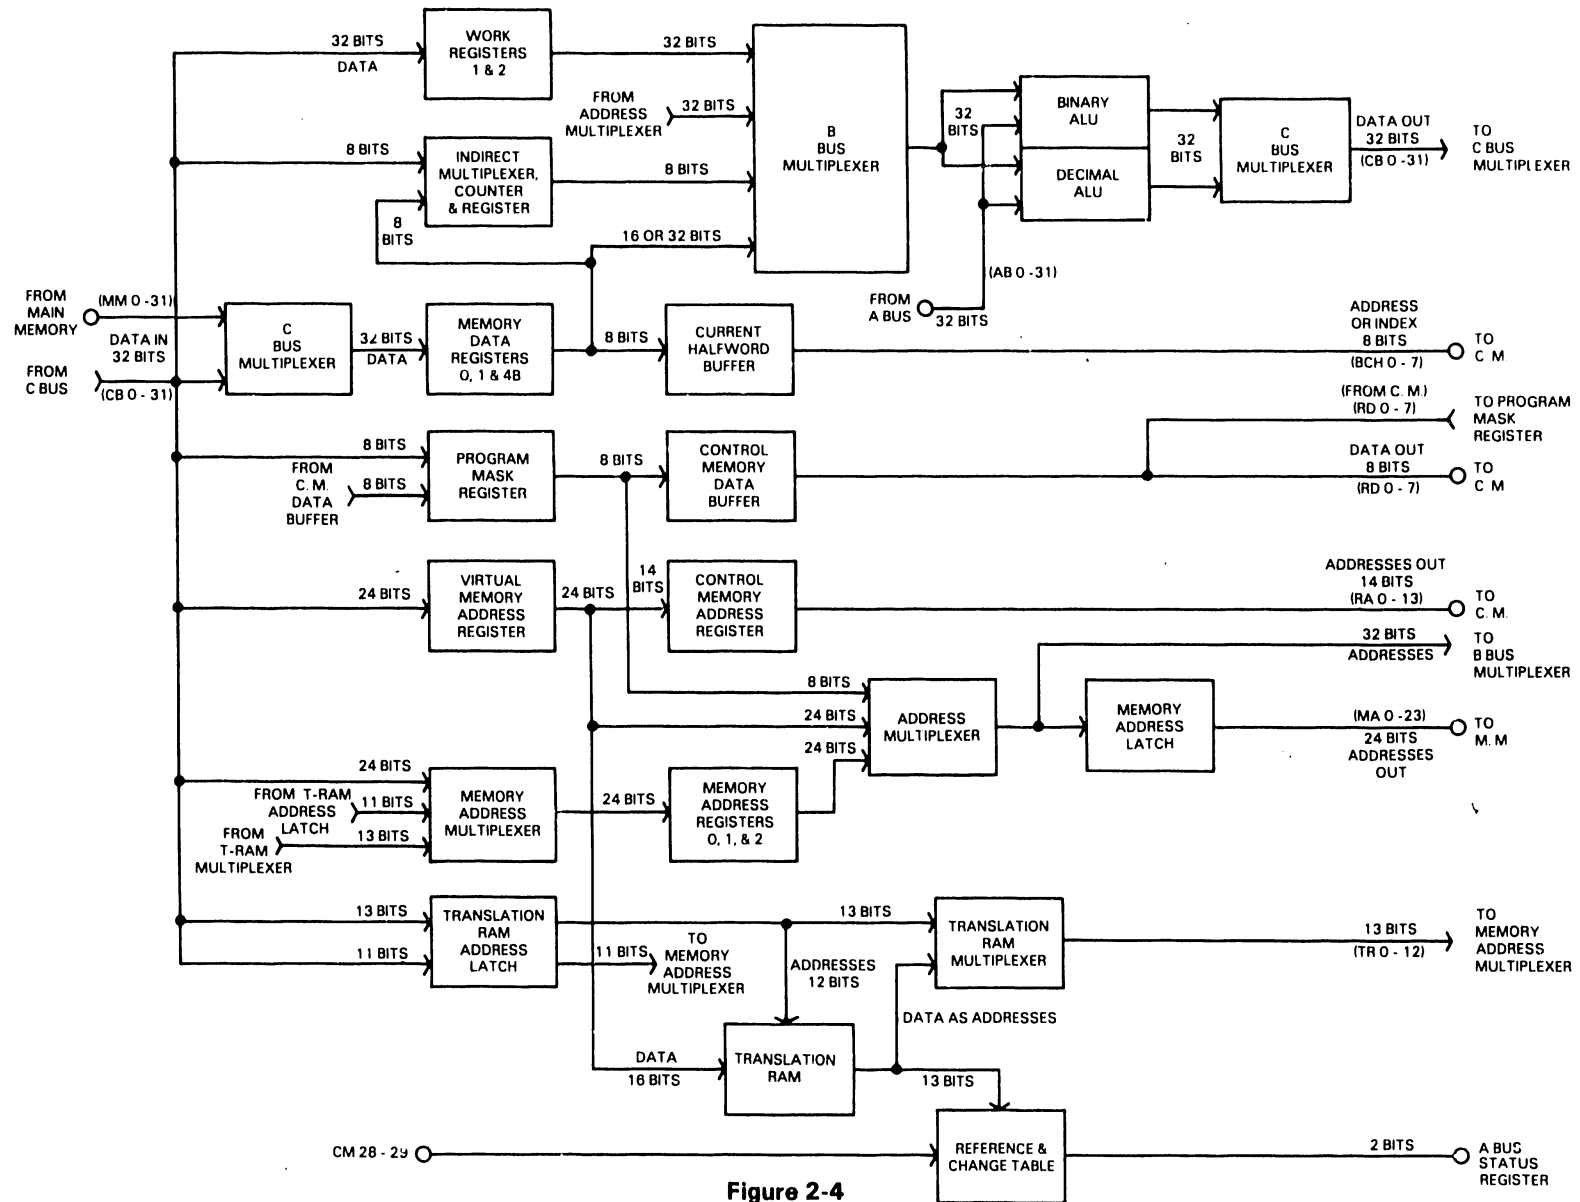 32 BITS
DATA
WORK
REGISTERS
1 & 2
32 BITS
FROM
ADDRESS
MULTIPLEXER
32 BITS
8 BITS
INDIRECT
MULTIPLEXER,
COUNTER
& REGISTER
8 BITS
8
BITS
16 OR 32 BITS
B
BUS
MULTIPLEXER
32
BITS
BINARY
ALU
DECIMAL
ALU
32
BITS
C
BUS
MULTIPLEXER
DATA OUT
32 BITS
(CB 0 - 31)
TO
C BUS
MULTIPLEXER
(AB 0 - 31)
FROM
A BUS
32 BITS
FROM
MAIN
MEMORY
(MM 0 - 31)
DATA IN
32 BITS
FROM
C BUS
(CB 0 - 31)
C
BUS
MULTIPLEXER
32 BITS
DATA
MEMORY
DATA
REGISTERS
0, 1 & 4B
8 BITS
CURRENT
HALFWORD
BUFFER
ADDRESS
OR INDEX
8 BITS
(BCH 0 - 7)
TO
C M
(FROM C. M.)
(RD 0 - 7)
TO PROGRAM
MASK
REGISTER
8 BITS
FROM
C. M.
DATA
BUFFER
8 BITS
PROGRAM
MASK
REGISTER
8 BITS
CONTROL
MEMORY
DATA
BUFFER
DATA OUT
8 BITS
(RD 0 - 7)
TO
C M
24 BITS
VIRTUAL
MEMORY
ADDRESS
REGISTER
24 BITS
14
BITS
CONTROL
MEMORY
ADDRESS
REGISTER
ADDRESSES OUT
14 BITS
(RA 0 - 13)
TO
C. M.
32 BITS
ADDRESSES
TO
B BUS
MULTIPLEXER
8 BITS
24 BITS
24 BITS
ADDRESS
MULTIPLEXER
MEMORY
ADDRESS
LATCH
(MA 0 - 23)
24 BITS
ADDRESSES
OUT
TO
M. M
24 BITS
FROM T-RAM
ADDRESS
LATCH
11 BITS
FROM
T-RAM
MULTIPLEXER
13 BITS
MEMORY
ADDRESS
MULTIPLEXER
24 BITS
MEMORY
ADDRESS
REGISTERS
0, 1, & 2
13 BITS
11 BITS
TRANSLATION
RAM
ADDRESS
LATCH
11 BITS
TO
MEMORY
ADDRESS
MULTIPLEXER
13 BITS
ADDRESSES
12 BITS
TRANSLATION
RAM
MULTIPLEXER
13 BITS
(TR 0 - 12)
TO
MEMORY
ADDRESS
MULTIPLEXER
DATA AS ADDRESSES
DATA
16 BITS
TRANSLATION
RAM
13 BITS
CM 28 - 29
REFERENCE &
CHANGE TABLE
2 BITS
A BUS
STATUS
REGISTER
Figure 2-4